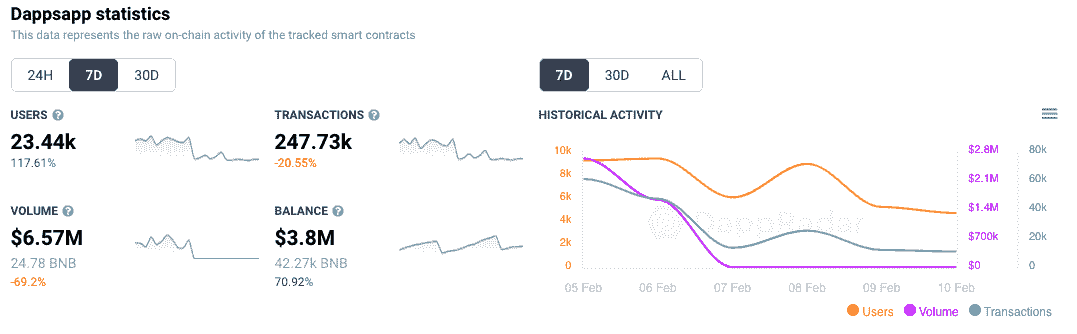 Dappsapp statistics
This data represents the raw on-chain activity of the tracked smart contracts
24H 7D 30D
7D 30D ALL
USERS ?
23.44k
117.61%
TRANSACTIONS ?
247.73k
-20.55%
VOLUME ?
$6.57M
24.78 BNB
-69.2%
BALANCE ?
$3.8M
42.27k BNB
70.92%
HISTORICAL ACTIVITY
10k $2.8M 80k
8k $2.1M 60k
6k $1.4M 40k
4k
2k $700k 20k
0 $0 0
DappRadar
05 Feb 06 Feb 07 Feb 08 Feb 09 Feb 10 Feb
Users Volume Transactions